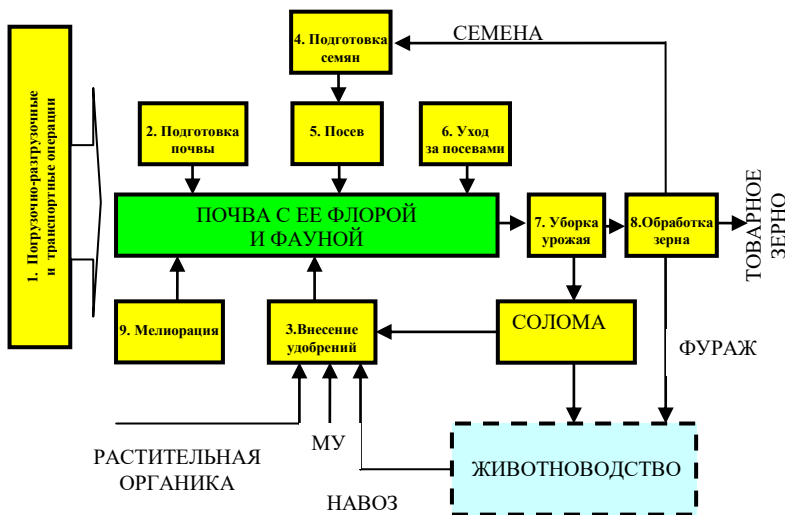 1. Погрузочно-разгрузочные
и транспортные операции
4. Подготовка
семян
СЕМЕНА
2. Подготовка
почвы
5. Посев
6. Уход
за посевами
ПОЧВА С ЕЕ ФЛОРОЙ
И ФАУНОЙ
7. Уборка
урожая
8.Обработка
зерна
ТОВАРНОЕ
ЗЕРНО
9. Мелиорация
3.Внесение
удобрений
СОЛОМА
ФУРАЖ
РАСТИТЕЛЬНАЯ
ОРГАНИКА
МУ
НАВОЗ
ЖИВОТНОВОДСТВО